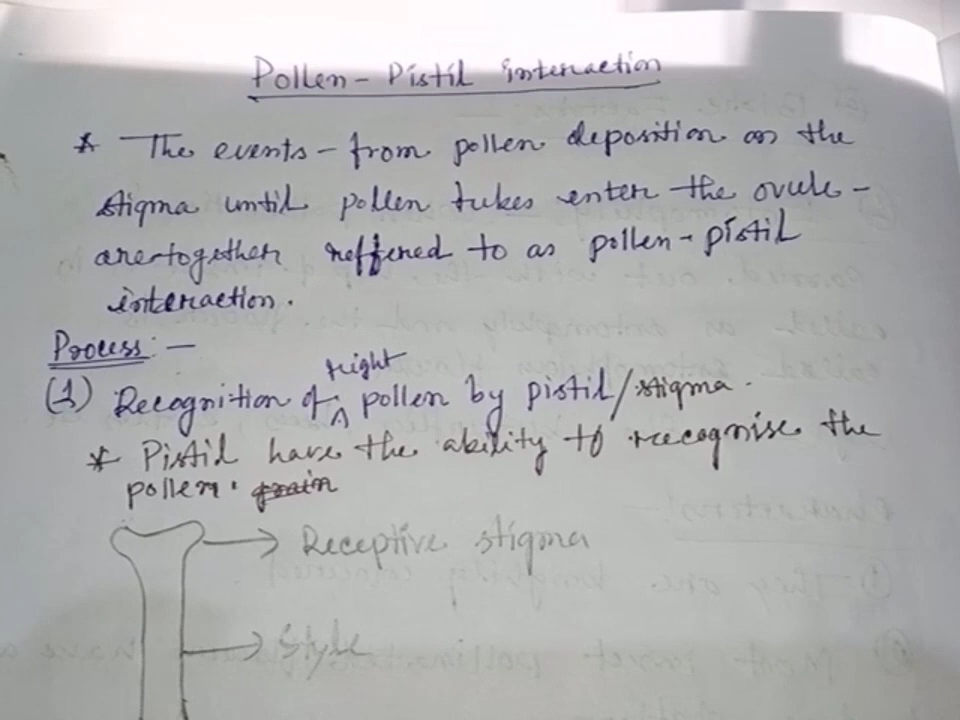 Pollen - Pistil interaction
* The events - from pollen deposition on the
stigma until pollen tubes enter the ovule -
are together reffered to as pollen - pistil
interaction.
Process: -
right
(1) Recognition of ^ pollen by pistil/stigma.
* Pistil have the ability to recognise the
pollen. grain
→ Receptive stigma
→ Style